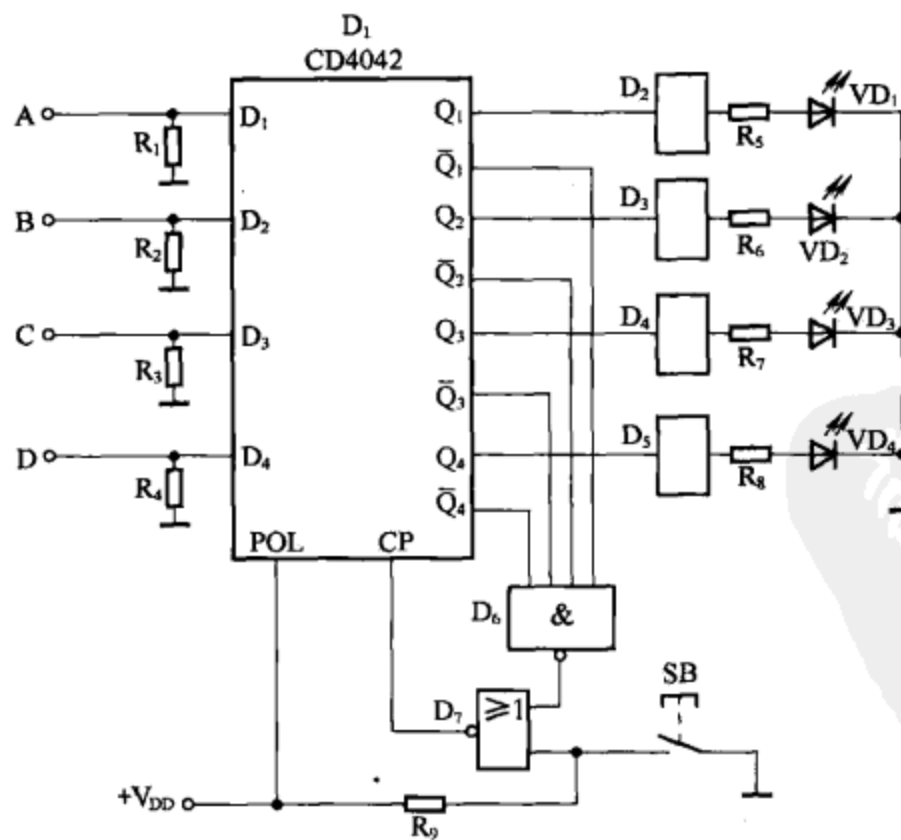 D₁
CD4042
A
D₁
Q₁
D₂
R₅
VD₁
R₁
Q̅₁
B
D₂
Q₂
D₃
R₆
VD₂
R₂
Q̅₂
C
D₃
Q₃
D₄
R₇
VD₃
R₃
Q̅₃
D
D₄
Q₄
D₅
R₈
VD₄
R₄
Q̅₄
POL
CP
D₆
&
D₇
≥1
SB
+V_DD
R₉